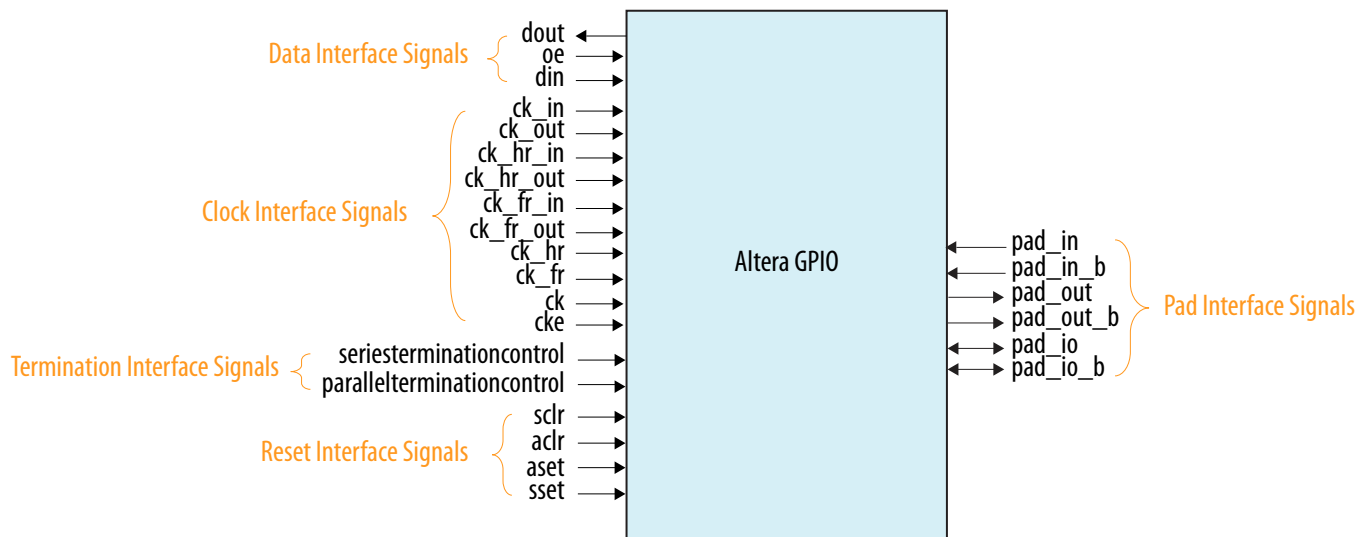 dout
Data Interface Signals
oe
din
ck_in
ck_out
ck_hr_in
ck_hr_out
Clock Interface Signals
ck_fr_in
ck_fr_out
ck_hr
ck_fr
ck
cke
Termination Interface Signals
seriesterminationcontrol
parallelterminationcontrol
sclr
Reset Interface Signals
aclr
aset
sset
Altera GPIO
pad_in
pad_in_b
pad_out
pad_out_b
pad_io
pad_io_b
Pad Interface Signals